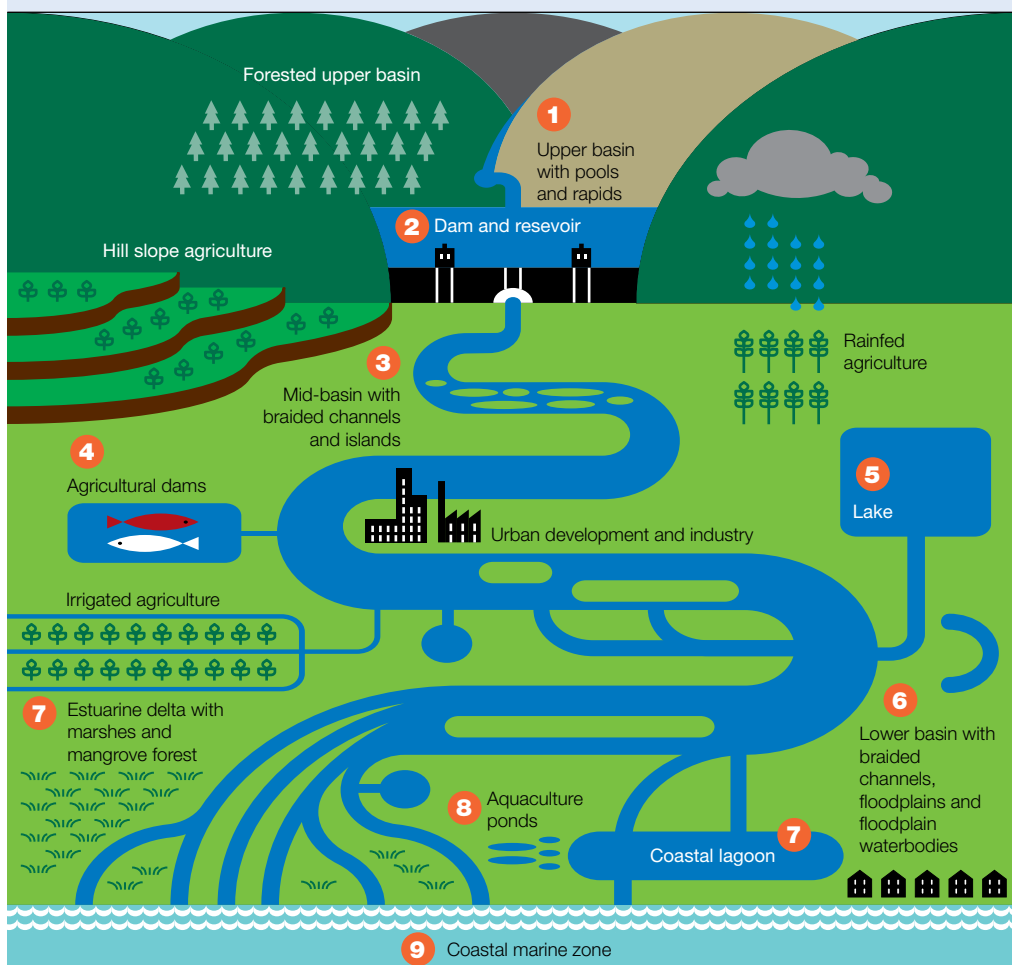 Forested upper basin
1
Upper basin
with pools
and rapids
2 Dam and resevoir
Hill slope agriculture
3
Mid-basin with
braided channels
and islands
Rainfed
agriculture
4
Agricultural dams
5
Lake
Urban development and industry
Irrigated agriculture
7 Estuarine delta with
marshes and
mangrove forest
6
Lower basin with
braided
channels,
floodplains and
floodplain
waterbodies
8 Aquaculture
ponds
7
Coastal lagoon
9 Coastal marine zone